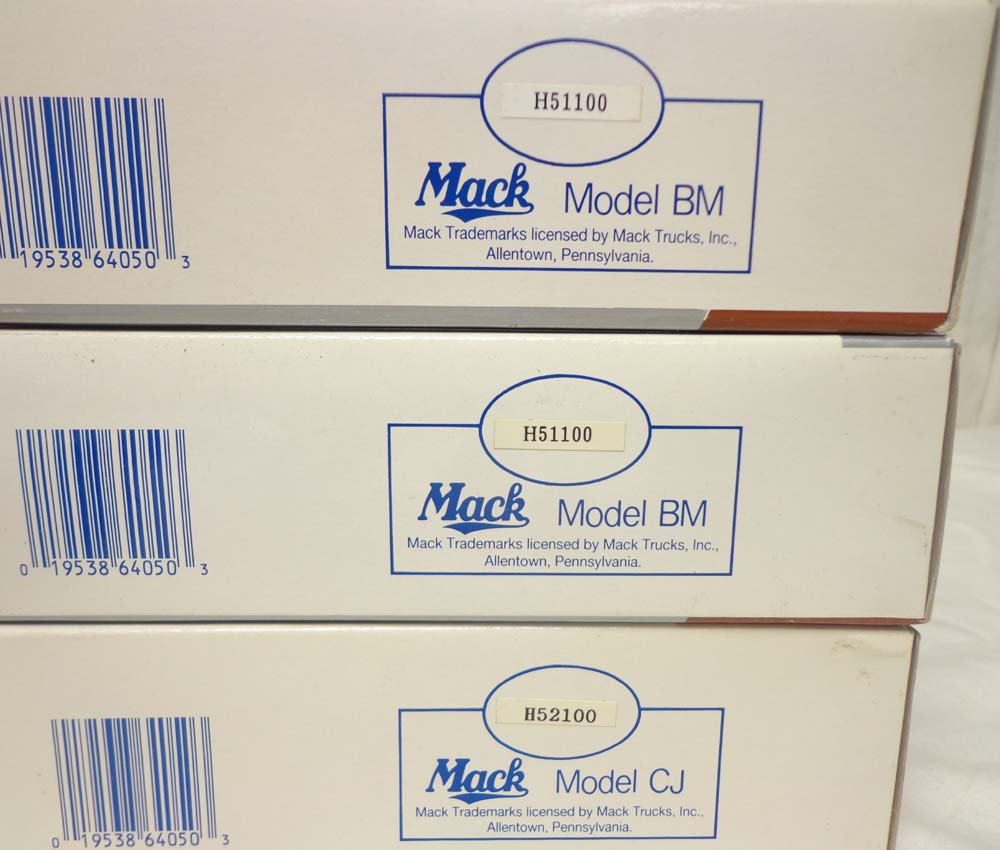 H51100
Mack Model BM
Mack Trademarks licensed by Mack Trucks, Inc.,
Allentown, Pennsylvania.
19538 64050 3
H51100
Mack Model BM
Mack Trademarks licensed by Mack Trucks, Inc.,
Allentown, Pennsylvania.
0 19538 64050 3
H52100
Mack Model CJ
Mack Trademarks licensed by Mack Trucks, Inc.,
Allentown, Pennsylvania.
0 19538 64050 3